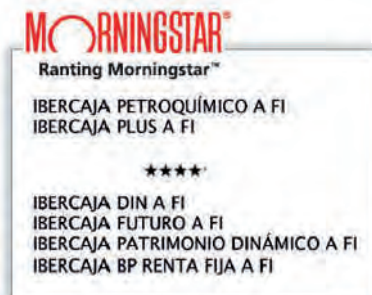 MORNINGSTAR®
Ranting Morningstar™
IBERCAJA PETROQUÍMICO A FI
IBERCAJA PLUS A FI
★★★★
IBERCAJA DIN A FI
IBERCAJA FUTURO A FI
IBERCAJA PATRIMONIO DINÁMICO A FI
IBERCAJA BP RENTA FIJA A FI